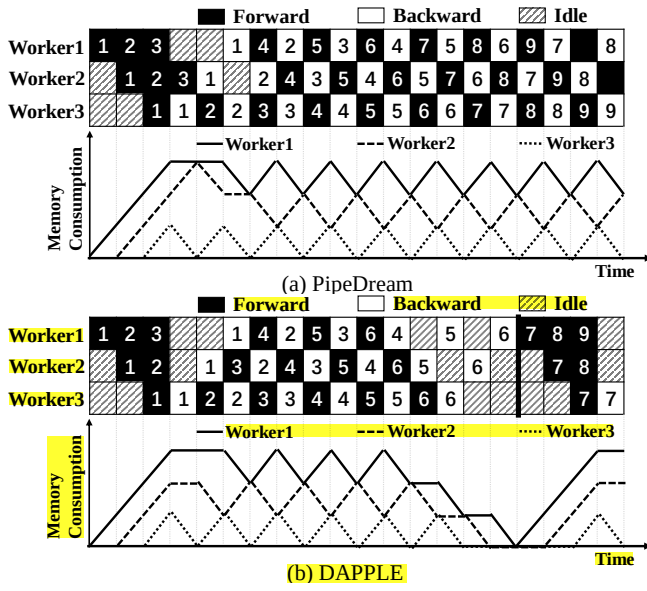 Forward Backward Idle
Worker1 1 2 3 1 4 2 5 3 6 4 7 5 8 6 9 7 8
Worker2 1 2 3 1 2 4 3 5 4 6 5 7 6 8 7 9 8
Worker3 1 1 2 2 3 3 4 4 5 5 6 6 7 7 8 8 9 9
Worker1 Worker2 Worker3
Memory
Consumption
Time
(a) PipeDream
Forward Backward Idle
Worker1 1 2 3 1 4 2 5 3 6 4 5 6 7 8 9
Worker2 1 2 1 3 2 4 3 5 4 6 5 6 7 8
Worker3 1 1 2 2 3 3 4 4 5 5 6 6 7 7
Worker1 Worker2 Worker3
Memory
Consumption
Time
(b) DAPPLE